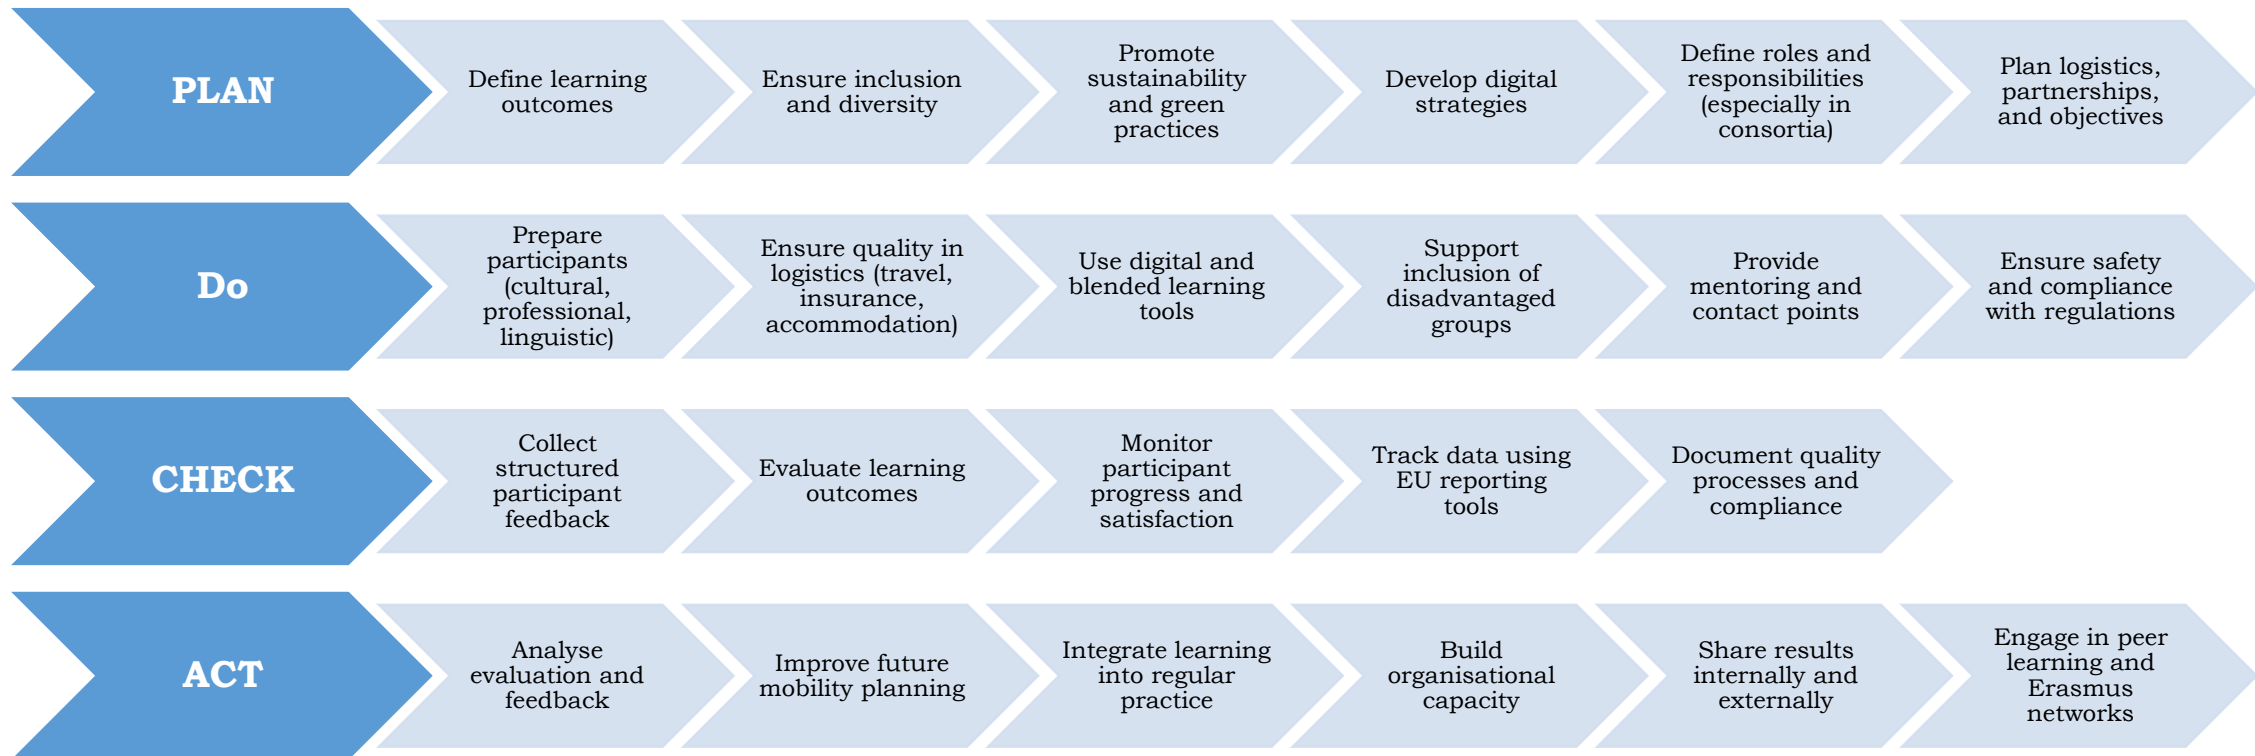 PLAN
Define learning
outcomes
Ensure inclusion
and diversity
Promote
sustainability
and green
practices
Develop digital
strategies
Define roles and
responsibilities
(especially in
consortia)
Plan logistics,
partnerships,
and objectives
Do
Prepare
participants
(cultural,
professional,
linguistic)
Ensure quality in
logistics (travel,
insurance,
accommodation)
Use digital and
blended learning
tools
Support
inclusion of
disadvantaged
groups
Provide
mentoring and
contact points
Ensure safety
and compliance
with regulations
CHECK
Collect
structured
participant
feedback
Evaluate learning
outcomes
Monitor
participant
progress and
satisfaction
Track data using
EU reporting
tools
Document quality
processes and
compliance
ACT
Analyse
evaluation and
feedback
Improve future
mobility planning
Integrate learning
into regular
practice
Build
organisational
capacity
Share results
internally and
externally
Engage in peer
learning and
Erasmus
networks